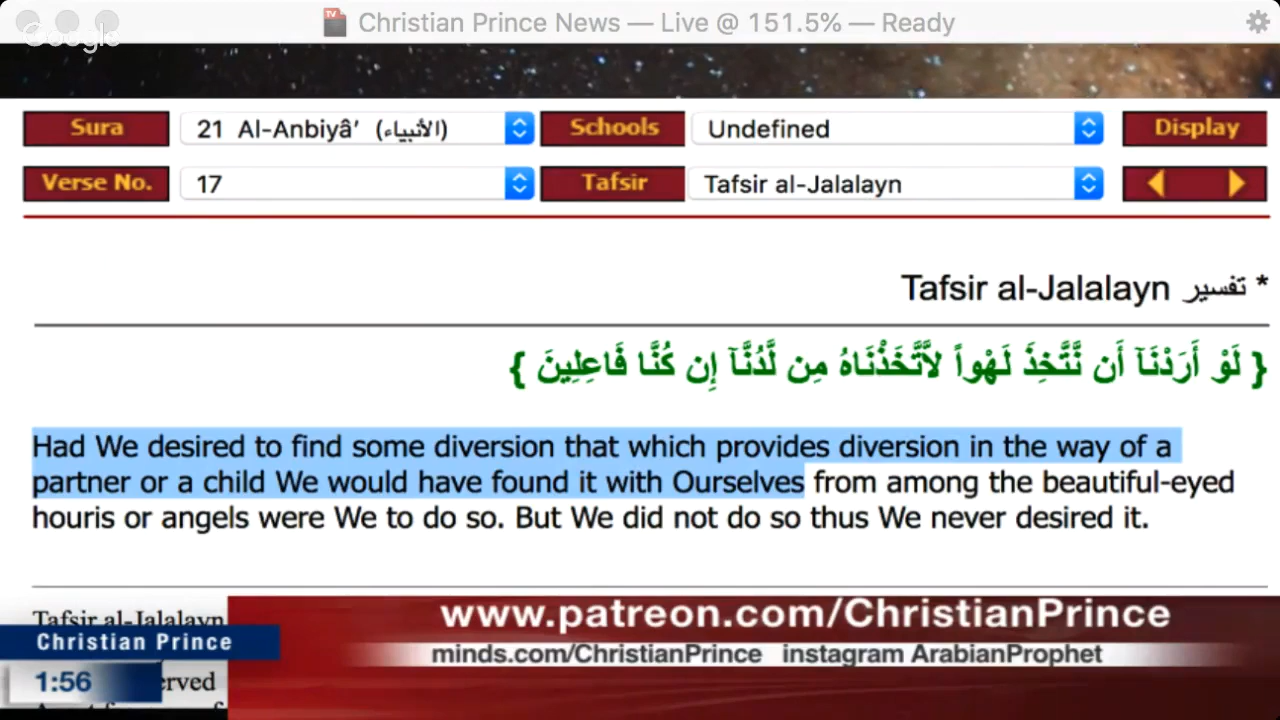 Christian Prince News — Live @ 151.5% — Ready
Google
Sura 21 Al-Anbiyâ' (الأنبياء) Schools Undefined Display
Verse No. 17 Tafsir Tafsir al-Jalalayn
* تفسير Tafsir al-Jalalayn
{ لَوْ أَرَدْنَآ أَن نَّتَّخِذَ لَهْواً لاَّتَّخَذْنَاهُ مِن لَّدُنَّآ إِن كُنَّا فَاعِلِينَ }
Had We desired to find some diversion that which provides diversion in the way of a
partner or a child We would have found it with Ourselves from among the beautiful-eyed
houris or angels were We to do so. But We did not do so thus We never desired it.
Tafsir al-Jalalayn
www.patreon.com/ChristianPrince
Christian Prince
minds.com/ChristianPrince instagram ArabianProphet
1:56